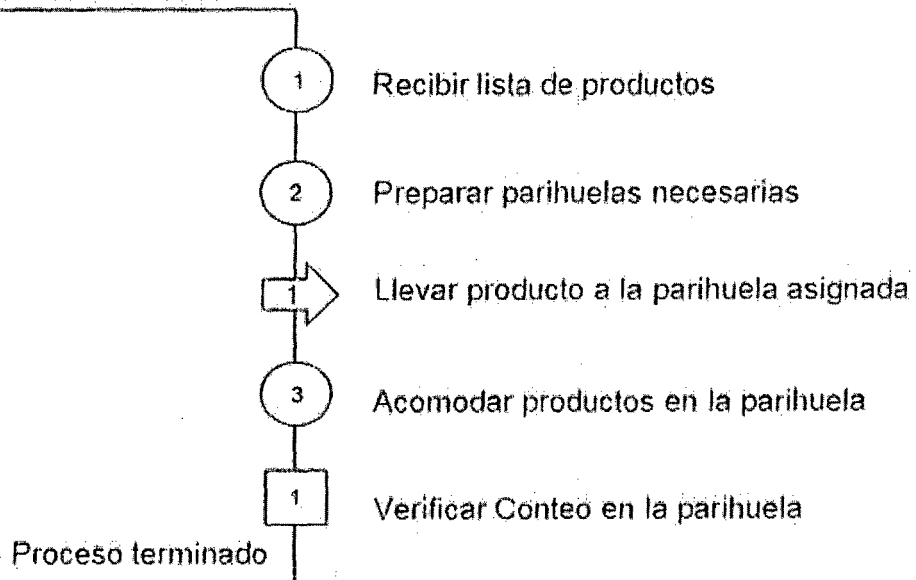 1 Recibir lista de productos
2 Preparar parihuelas necesarias
1 Llevar producto a la parihuela asignada
3 Acomodar productos en la parihuela
1 Verificar Conteo en la parihuela
Proceso terminado